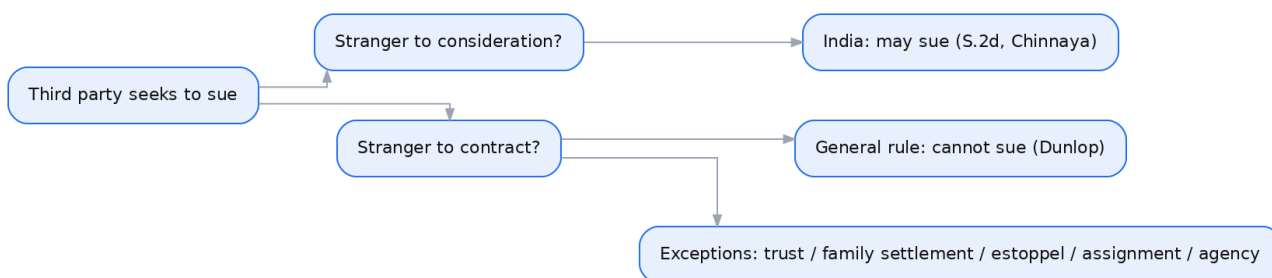 Stranger to consideration?
India: may sue (S.2d, Chinnaya)
Third party seeks to sue
Stranger to contract?
General rule: cannot sue (Dunlop)
Exceptions: trust / family settlement / estoppel / assignment / agency